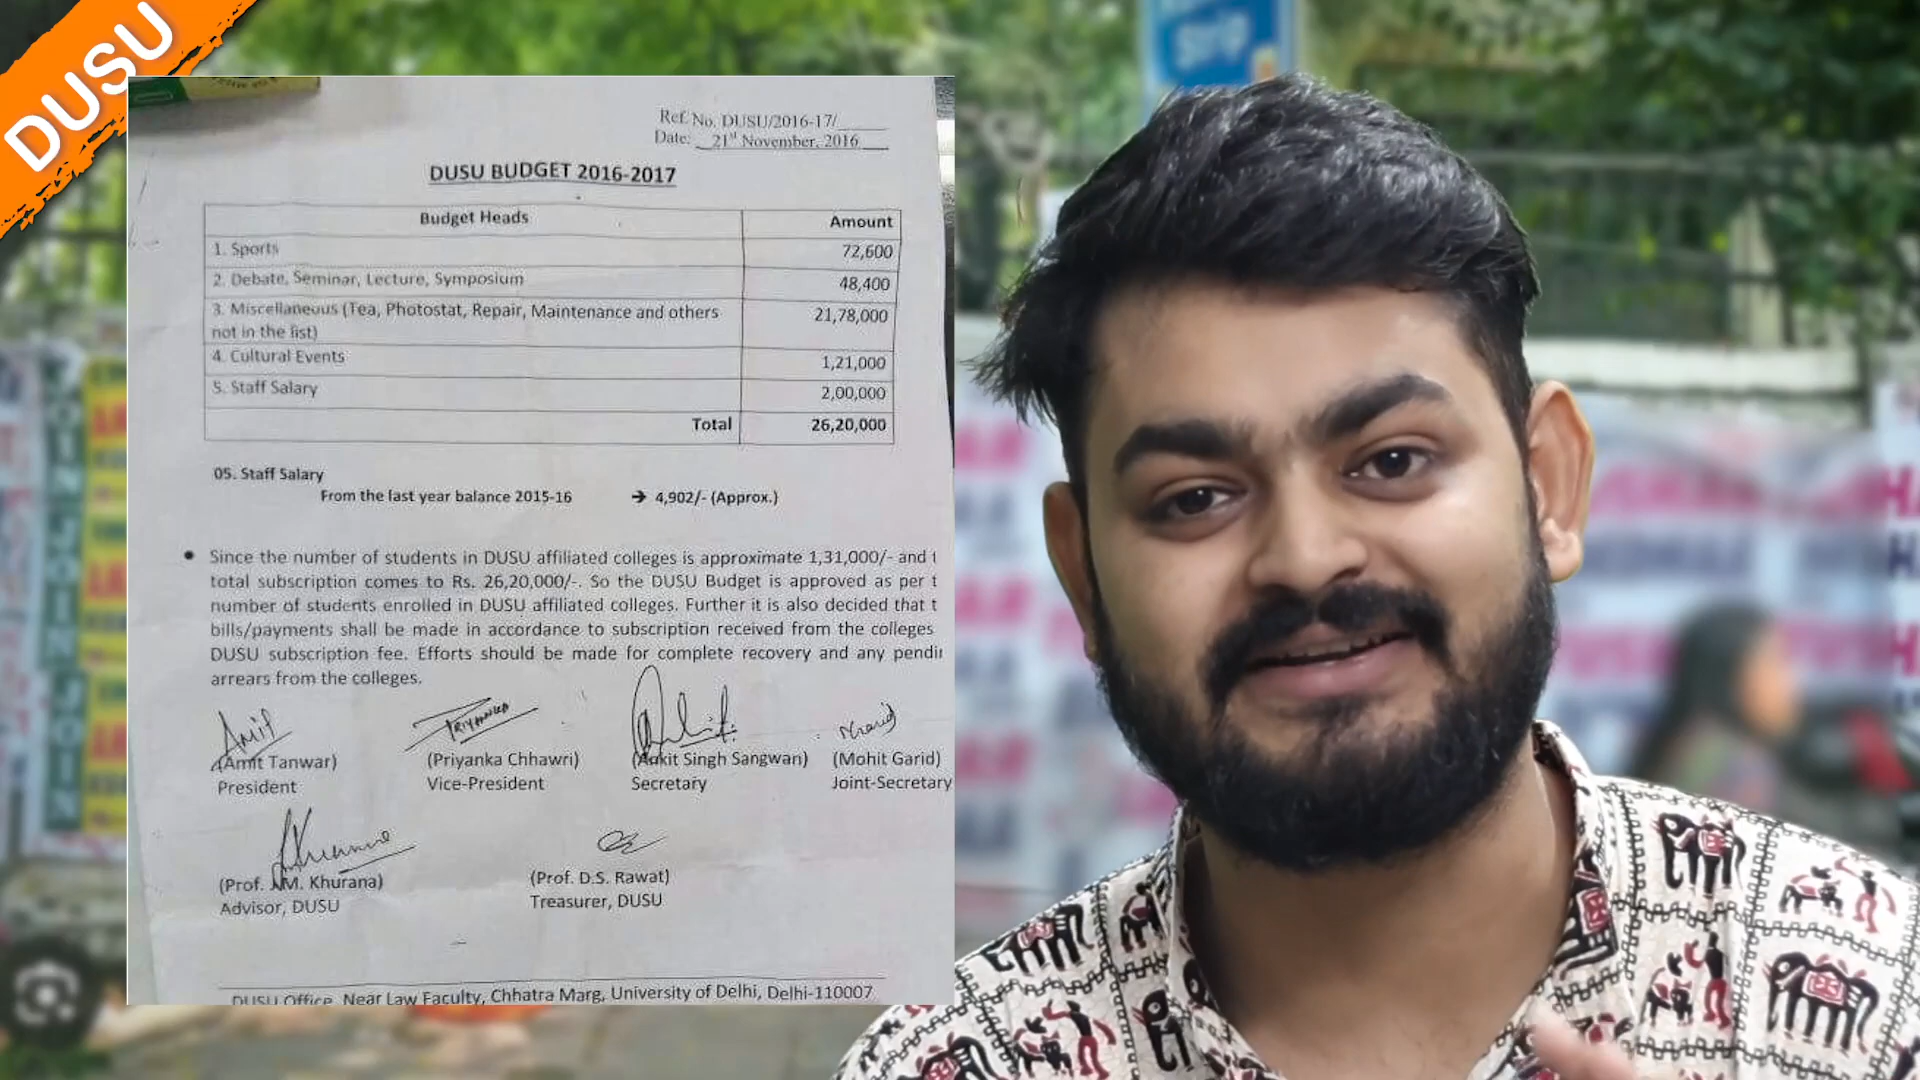 DUSU
Ref. No. DUSU/2016-17/
Date: 21st November, 2016
DUSU BUDGET 2016-2017
Budget Heads Amount
1. Sports 72,600
2. Debate, Seminar, Lecture, Symposium 48,400
3. Miscellaneous (Tea, Photostat, Repair, Maintenance and others 21,78,000
not in the list)
4. Cultural Events 1,21,000
5. Staff Salary 2,00,000
Total 26,20,000
05. Staff Salary
From the last year balance 2015-16 → 4,902/- (Approx.)
• Since the number of students in DUSU affiliated colleges is approximate 1,31,000/- and t
total subscription comes to Rs. 26,20,000/-. So the DUSU Budget is approved as per t
number of students enrolled in DUSU affiliated colleges. Further it is also decided that t
bills/payments shall be made in accordance to subscription received from the colleges
DUSU subscription fee. Efforts should be made for complete recovery and any pendin
arrears from the colleges.
Amit PRIYANKA Ankit
(Amit Tanwar) (Priyanka Chhawri) (Ankit Singh Sangwan) (Mohit Garid)
President Vice-President Secretary Joint-Secretary
(Prof. J.M. Khurana) (Prof. D.S. Rawat)
Advisor, DUSU Treasurer, DUSU
DUSU Office, Near Law Faculty, Chhatra Marg, University of Delhi, Delhi-110007